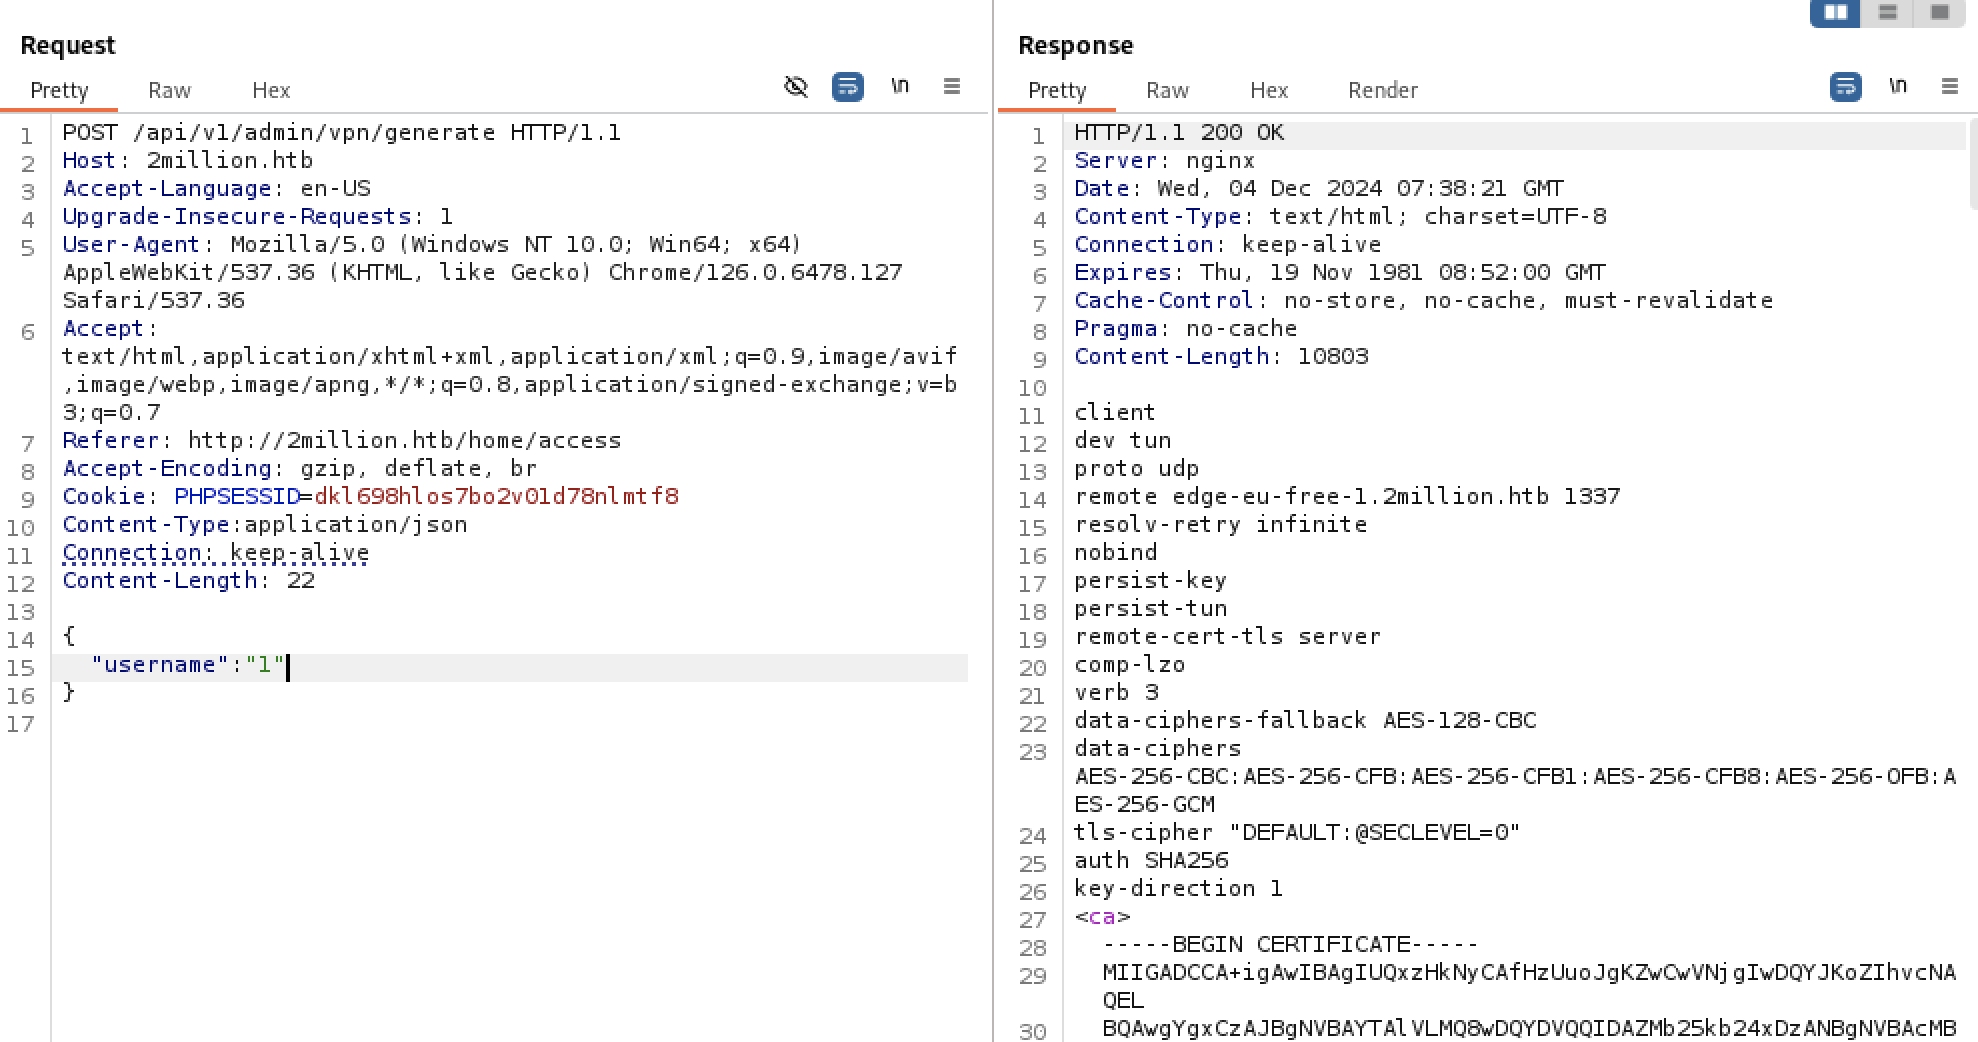 Request
Pretty Raw Hex \n
1 POST /api/v1/admin/vpn/generate HTTP/1.1
2 Host: 2million.htb
3 Accept-Language: en-US
4 Upgrade-Insecure-Requests: 1
5 User-Agent: Mozilla/5.0 (Windows NT 10.0; Win64; x64)
AppleWebKit/537.36 (KHTML, like Gecko) Chrome/126.0.6478.127
Safari/537.36
6 Accept:
text/html,application/xhtml+xml,application/xml;q=0.9,image/avif
,image/webp,image/apng,*/*;q=0.8,application/signed-exchange;v=b
3;q=0.7
7 Referer: http://2million.htb/home/access
8 Accept-Encoding: gzip, deflate, br
9 Cookie: PHPSESSID=dkl698hlos7bo2v01d78nlmtf8
10 Content-Type:application/json
11 Connection: keep-alive
12 Content-Length: 22
13
14 {
15 "username":"1"
16 }
17
Response
Pretty Raw Hex Render \n
1 HTTP/1.1 200 OK
2 Server: nginx
3 Date: Wed, 04 Dec 2024 07:38:21 GMT
4 Content-Type: text/html; charset=UTF-8
5 Connection: keep-alive
6 Expires: Thu, 19 Nov 1981 08:52:00 GMT
7 Cache-Control: no-store, no-cache, must-revalidate
8 Pragma: no-cache
9 Content-Length: 10803
10
11 client
12 dev tun
13 proto udp
14 remote edge-eu-free-1.2million.htb 1337
15 resolv-retry infinite
16 nobind
17 persist-key
18 persist-tun
19 remote-cert-tls server
20 comp-lzo
21 verb 3
22 data-ciphers-fallback AES-128-CBC
23 data-ciphers
AES-256-CBC:AES-256-CFB:AES-256-CFB1:AES-256-CFB8:AES-256-OFB:A
ES-256-GCM
24 tls-cipher "DEFAULT:@SECLEVEL=0"
25 auth SHA256
26 key-direction 1
27 <ca>
28 -----BEGIN CERTIFICATE-----
29 MIIGADCCA+igAwIBAgIUQxzHkNyCAfHzUuoJgKZwCwVNjgIwDQYJKoZIhvcNA
QEL
30 BQAwgYgxCzAJBgNVBAYTAlVLMQ8wDQYDVQQIDAZMb25kb24xDzANBgNVBAcMB